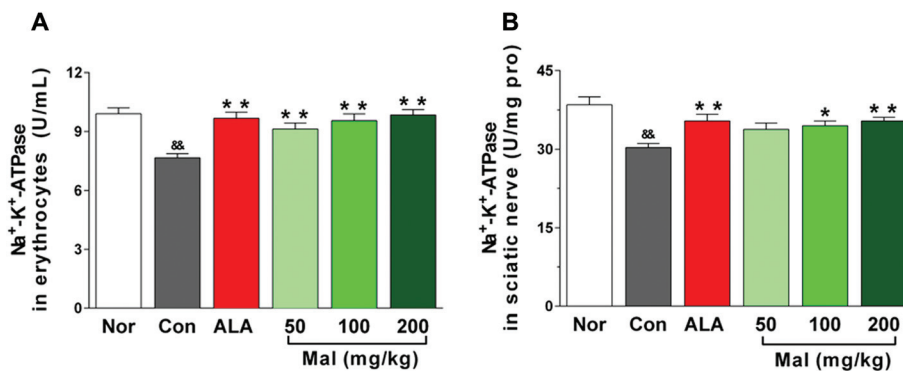 A
Na⁺-K⁺-ATPase
in erythrocytes (U/mL)
12
9
6
3
0
&&
* *
* *
* *
* *
Nor Con ALA 50 100 200
Mal (mg/kg)
B
Na⁺-K⁺-ATPase
in sciatic nerve (U/mg pro)
45
30
15
0
&&
* *
*
* *
Nor Con ALA 50 100 200
Mal (mg/kg)